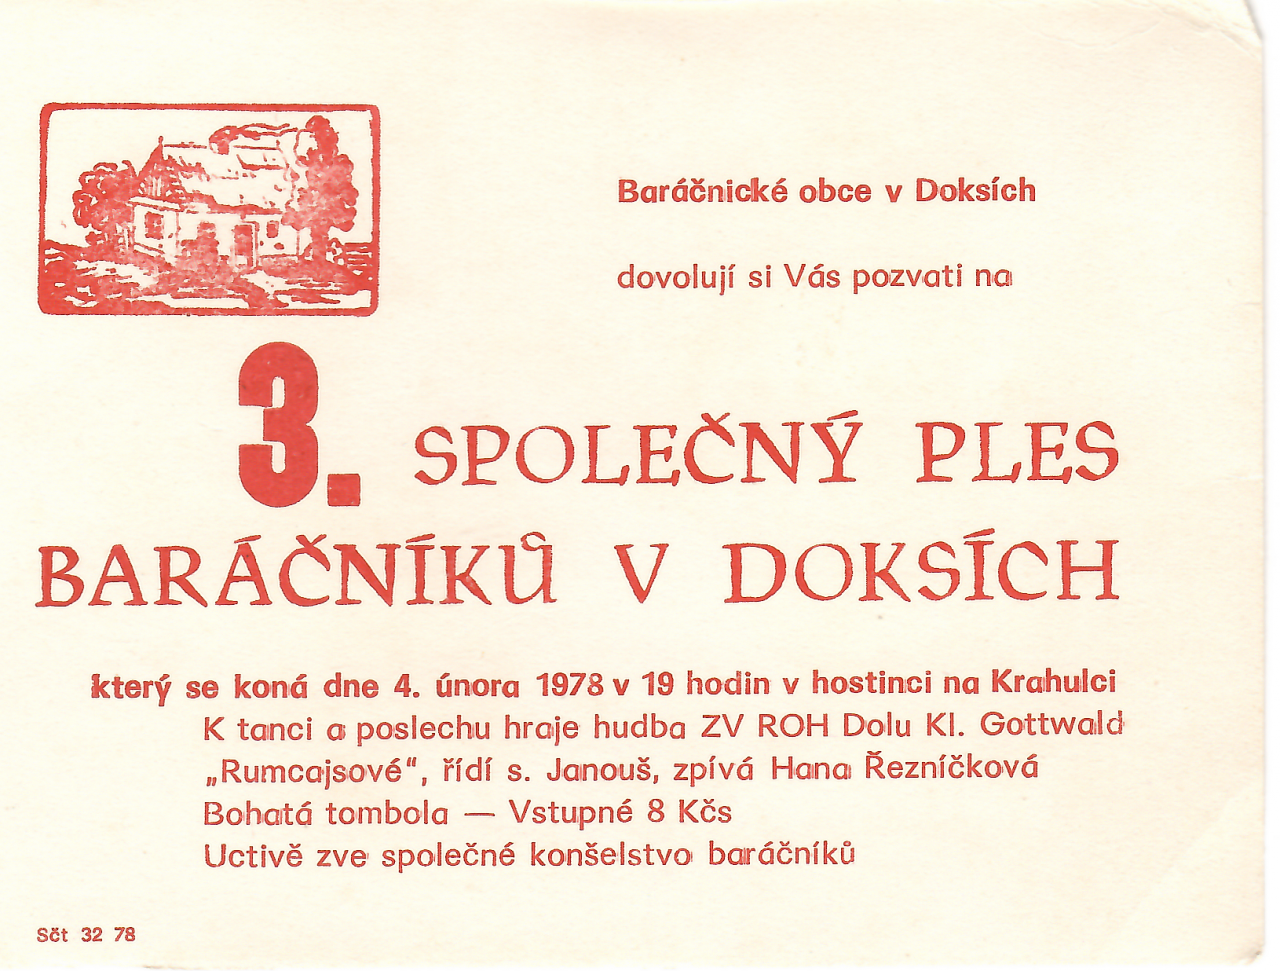 Baráčnické obce v Doksích
dovolují si Vás pozvati na
3. SPOLEČNÝ PLES
BARÁČNÍKŮ V DOKSÍCH
který se koná dne 4. února 1978 v 19 hodin v hostinci na Krahulci
K tanci a poslechu hraje hudba ZV ROH Dolu Kl. Gottwald
„Rumcajsové“, řídí s. Janouš, zpívá Hana Řezníčková
Bohatá tombola — Vstupné 8 Kčs
Uctivě zve společné konšelstvo baráčníků
Sčt 32 78